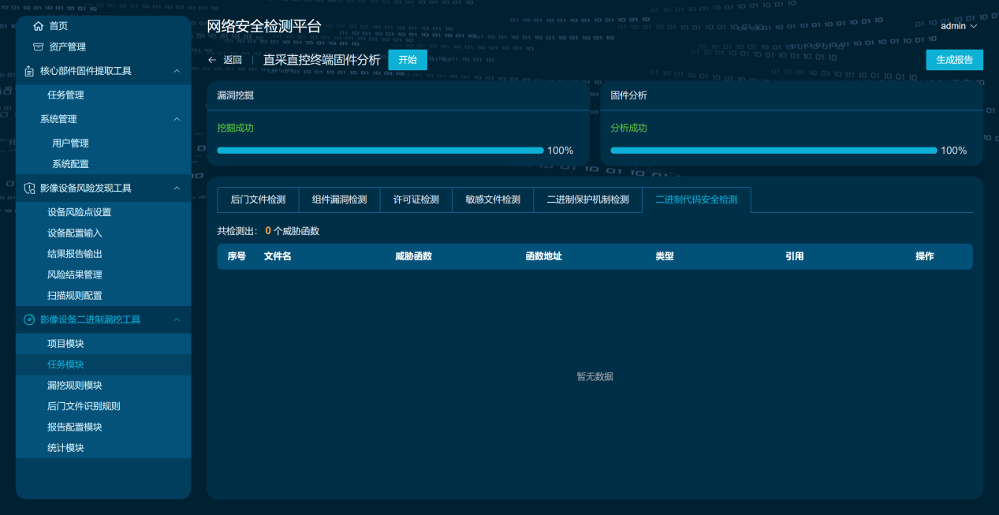 首页
资产管理
核心部件固件提取工具
任务管理
系统管理
用户管理
系统配置
影像设备风险发现工具
设备风险点设置
设备配置输入
结果报告输出
风险结果管理
扫描规则配置
影像设备二进制漏挖工具
项目模块
任务模块
漏挖规则模块
后门文件识别规则
报告配置模块
统计模块
网络安全检测平台
admin
返回 直采直控终端固件分析 开始 生成报告
漏洞挖掘
挖掘成功
100%
固件分析
分析成功
100%
后门文件检测 组件漏洞检测 许可证检测 敏感文件检测 二进制保护机制检测 二进制代码安全检测
共检测出： 0 个威胁函数
序号 文件名 威胁函数 函数地址 类型 引用 操作
暂无数据